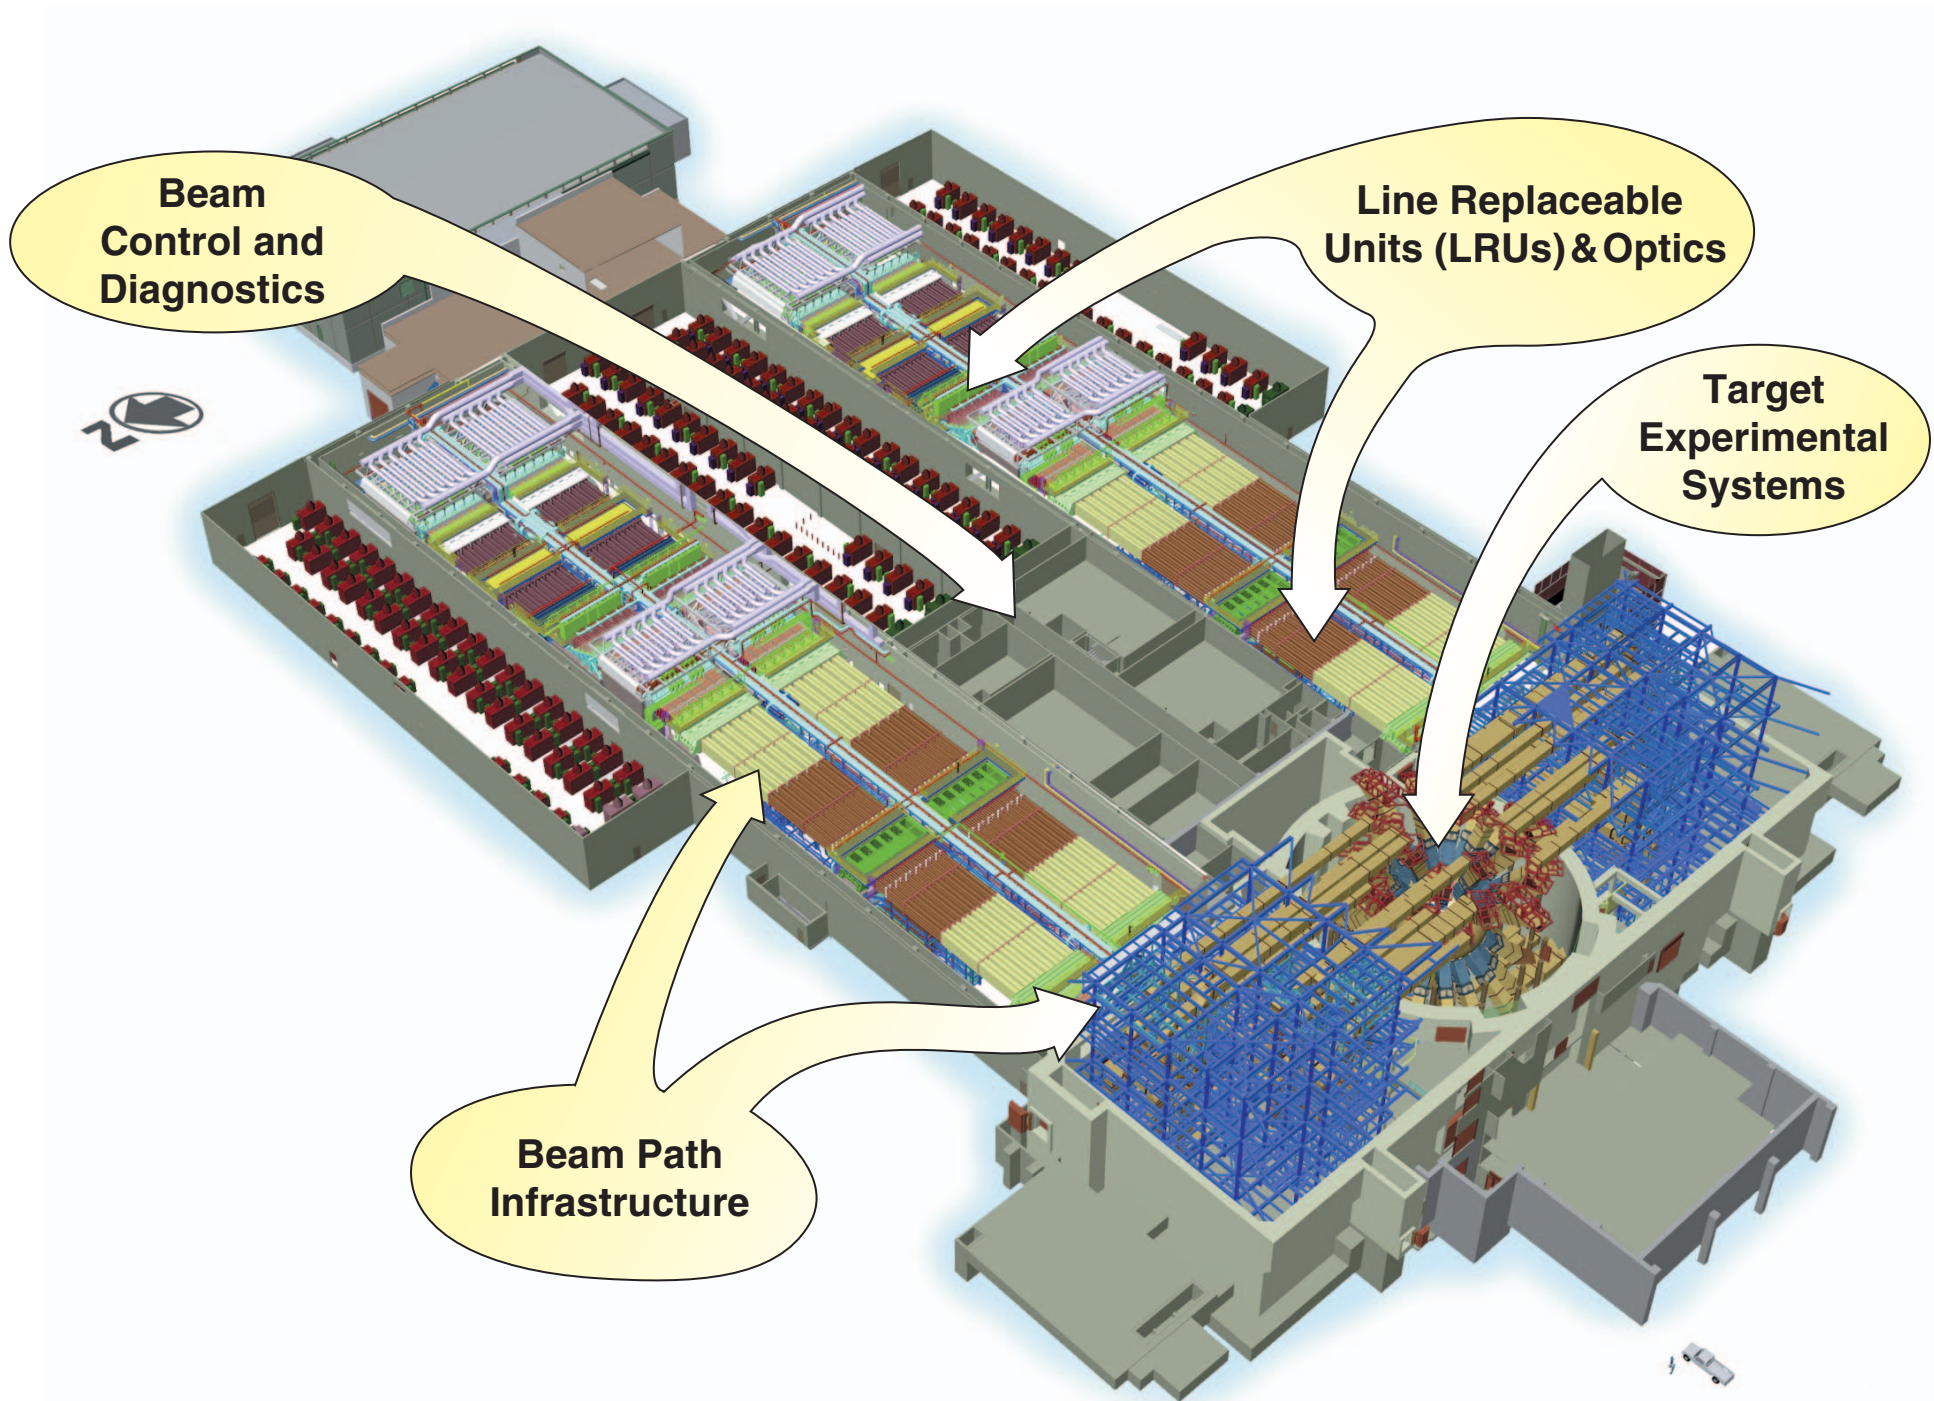 Beam
Control and
Diagnostics
Line Replaceable
Units (LRUs) & Optics
Target
Experimental
Systems
N
Beam Path
Infrastructure